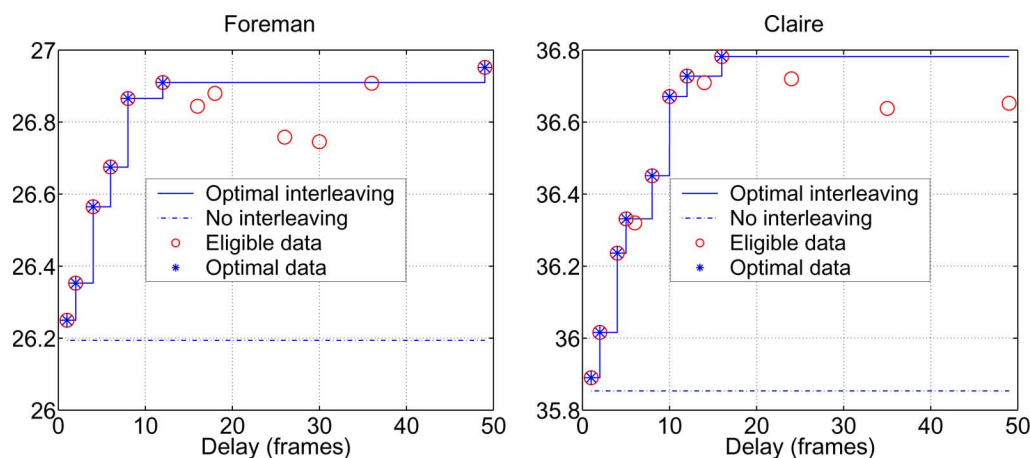 Foreman
27
26.8
26.6
26.4
26.2
26
Optimal interleaving
No interleaving
Eligible data
Optimal data
0 10 20 30 40 50
Delay (frames)
Claire
36.8
36.6
36.4
36.2
36
35.8
Optimal interleaving
No interleaving
Eligible data
Optimal data
0 10 20 30 40 50
Delay (frames)